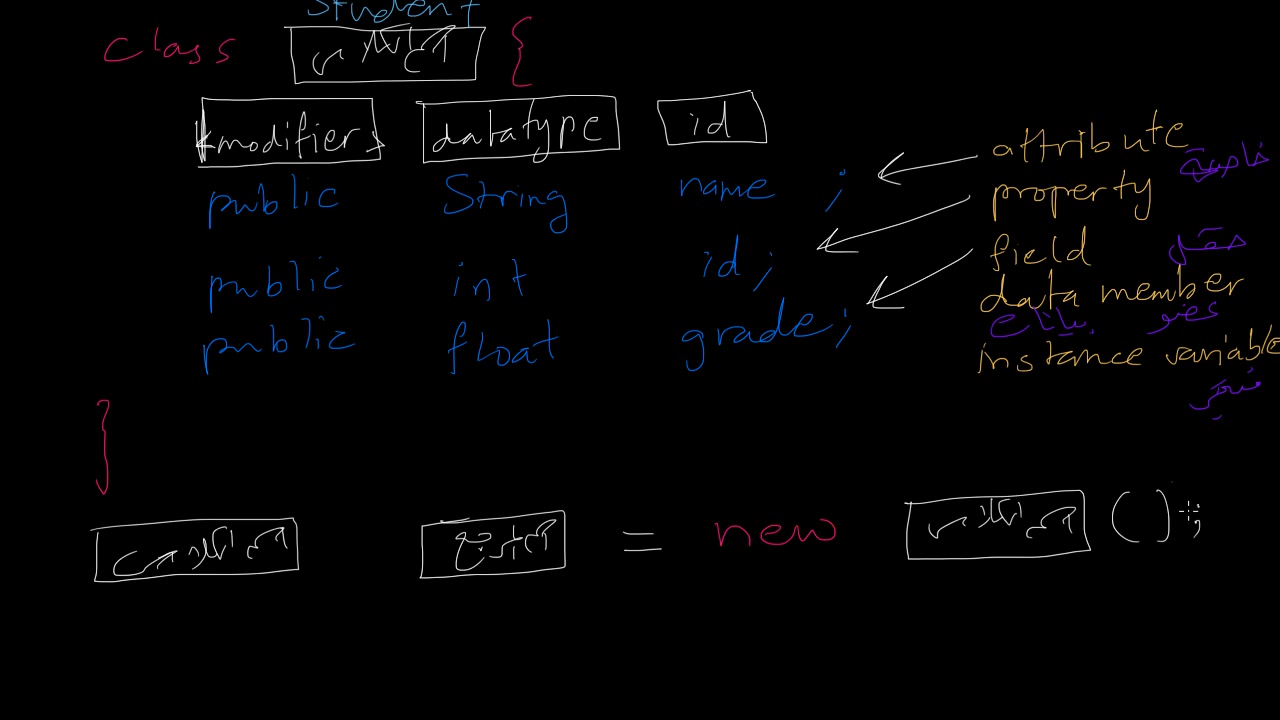 Student
class اسم الكلاس {
<modifier> datatype id
public String name ;
public int id ;
public float grade ;
}
attribute خاصية
property
field حقل
data member
عضو بيانات
instance variable
اسم الكلاس اسم المرجع = new اسم الكلاس ( ) ;